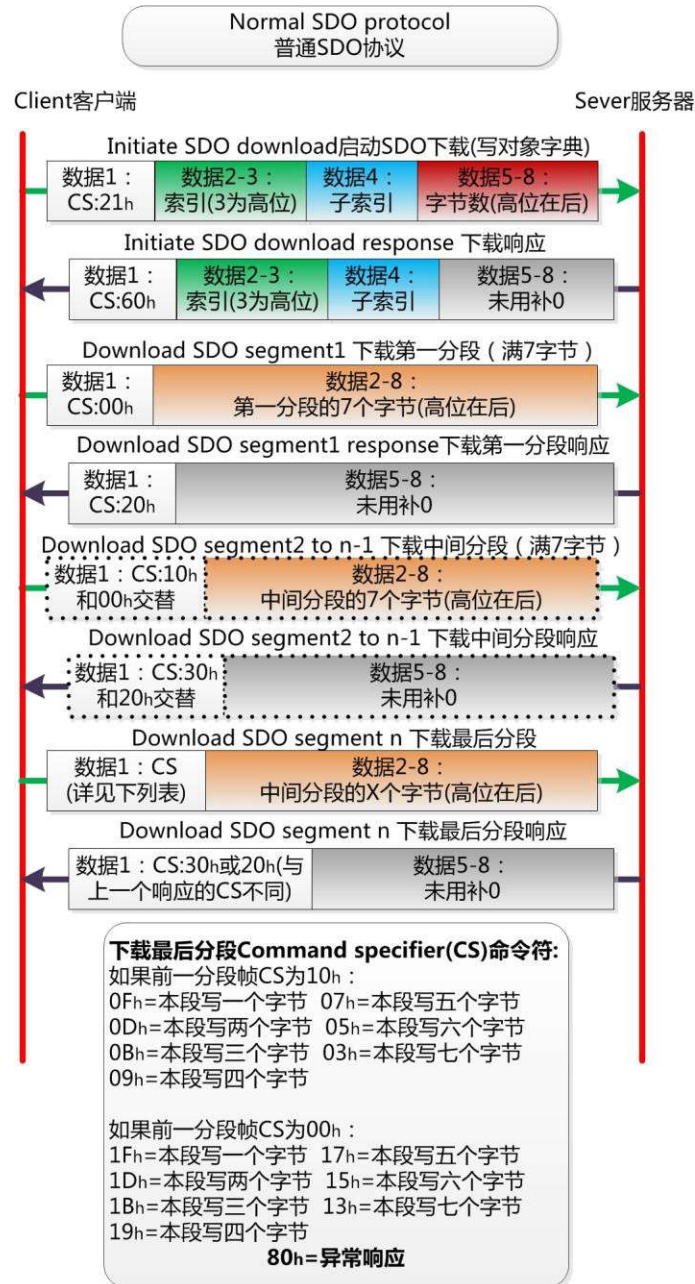 Normal SDO protocol
普通SDO协议
Client客户端
Sever服务器
Initiate SDO download启动SDO下载(写对象字典)
数据1：
CS:21h
数据2-3：
索引(3为高位)
数据4：
子索引
数据5-8：
字节数(高位在后)
Initiate SDO download response 下载响应
数据1：
CS:60h
数据2-3：
索引(3为高位)
数据4：
子索引
数据5-8：
未用补0
Download SDO segment1 下载第一分段（满7字节）
数据1：
CS:00h
数据2-8：
第一分段的7个字节(高位在后)
Download SDO segment1 response下载第一分段响应
数据1：
CS:20h
数据5-8：
未用补0
Download SDO segment2 to n-1 下载中间分段（满7字节）
数据1：CS:10h
和00h交替
数据2-8：
中间分段的7个字节(高位在后)
Download SDO segment2 to n-1 下载中间分段响应
数据1：CS:30h
和20h交替
数据5-8：
未用补0
Download SDO segment n 下载最后分段
数据1：CS
(详见下列表)
数据2-8：
中间分段的X个字节(高位在后)
Download SDO segment n 下载最后分段响应
数据1：CS:30h或20h(与
上一个响应的CS不同)
数据5-8：
未用补0
下载最后分段Command specifier(CS)命令符:
如果前一分段帧CS为10h：
0Fh=本段写一个字节 07h=本段写五个字节
0Dh=本段写两个字节 05h=本段写六个字节
0Bh=本段写三个字节 03h=本段写七个字节
09h=本段写四个字节
如果前一分段帧CS为00h：
1Fh=本段写一个字节 17h=本段写五个字节
1Dh=本段写两个字节 15h=本段写六个字节
1Bh=本段写三个字节 13h=本段写七个字节
19h=本段写四个字节
80h=异常响应